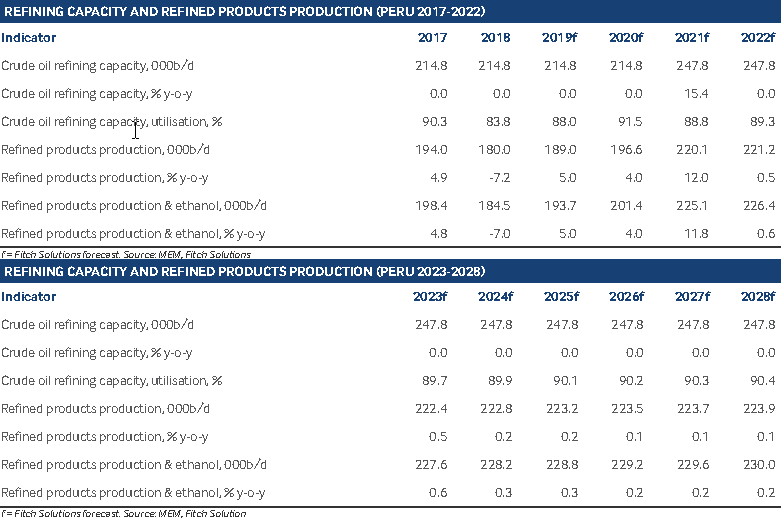 REFINING CAPACITY AND REFINED PRODUCTS PRODUCTION (PERU 2017-2022)
Indicator 2017 2018 2019f 2020f 2021f 2022f
Crude oil refining capacity, 000b/d 214.8 214.8 214.8 214.8 247.8 247.8
Crude oil refining capacity, % y-o-y 0.0 0.0 0.0 0.0 15.4 0.0
Crude oil refining capacity, utilisation, % 90.3 83.8 88.0 91.5 88.8 89.3
Refined products production, 000b/d 194.0 180.0 189.0 196.6 220.1 221.2
Refined products production, % y-o-y 4.9 -7.2 5.0 4.0 12.0 0.5
Refined products production & ethanol, 000b/d 198.4 184.5 193.7 201.4 225.1 226.4
Refined products production & ethanol, % y-o-y 4.8 -7.0 5.0 4.0 11.8 0.6
f = Fitch Solutions forecast. Source: MEM, Fitch Solutions
REFINING CAPACITY AND REFINED PRODUCTS PRODUCTION (PERU 2023-2028)
Indicator 2023f 2024f 2025f 2026f 2027f 2028f
Crude oil refining capacity, 000b/d 247.8 247.8 247.8 247.8 247.8 247.8
Crude oil refining capacity, % y-o-y 0.0 0.0 0.0 0.0 0.0 0.0
Crude oil refining capacity, utilisation, % 89.7 89.9 90.1 90.2 90.3 90.4
Refined products production, 000b/d 222.4 222.8 223.2 223.5 223.7 223.9
Refined products production, % y-o-y 0.5 0.2 0.2 0.1 0.1 0.1
Refined products production & ethanol, 000b/d 227.6 228.2 228.8 229.2 229.6 230.0
Refined products production & ethanol, % y-o-y 0.6 0.3 0.3 0.2 0.2 0.2
f = Fitch Solutions forecast. Source: MEM, Fitch Solution